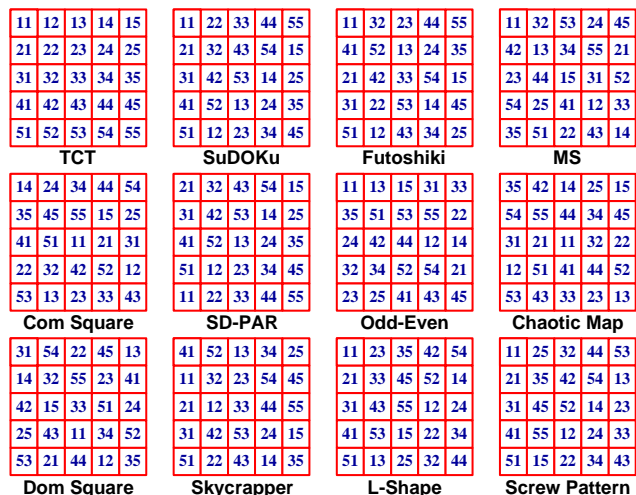 11 12 13 14 15 11 22 33 44 55 11 32 23 44 55 11 32 53 24 45
21 22 23 24 25 21 32 43 54 15 41 52 13 24 35 42 13 34 55 21
31 32 33 34 35 31 42 53 14 25 21 42 33 54 15 23 44 15 31 52
41 42 43 44 45 41 52 13 24 35 31 22 53 14 45 54 25 41 12 33
51 52 53 54 55 51 12 23 34 45 51 12 43 34 25 35 51 22 43 14
TCT SuDOKu Futoshiki MS
14 24 34 44 54 21 32 43 54 15 11 13 15 31 33 35 42 14 25 15
35 45 55 15 25 31 42 53 14 25 35 51 53 55 22 54 55 44 34 45
41 51 11 21 31 41 52 13 24 35 24 42 44 12 14 31 21 11 32 22
22 32 42 52 12 51 12 23 34 45 32 34 52 54 21 12 51 41 44 52
53 13 23 33 43 11 22 33 44 55 23 25 41 43 45 53 43 33 23 13
Com Square SD-PAR Odd-Even Chaotic Map
31 54 22 45 13 41 52 13 34 25 11 23 35 42 54 11 25 32 44 53
14 32 55 23 41 11 32 23 54 45 21 33 45 52 14 21 35 42 54 13
42 15 33 51 24 21 12 33 44 55 31 43 55 12 24 31 45 52 14 23
25 43 11 34 52 31 42 53 24 15 41 53 15 22 34 41 55 12 24 33
53 21 44 12 35 51 22 43 14 35 51 13 25 32 44 51 15 22 34 43
Dom Square Skycrapper L-Shape Screw Pattern